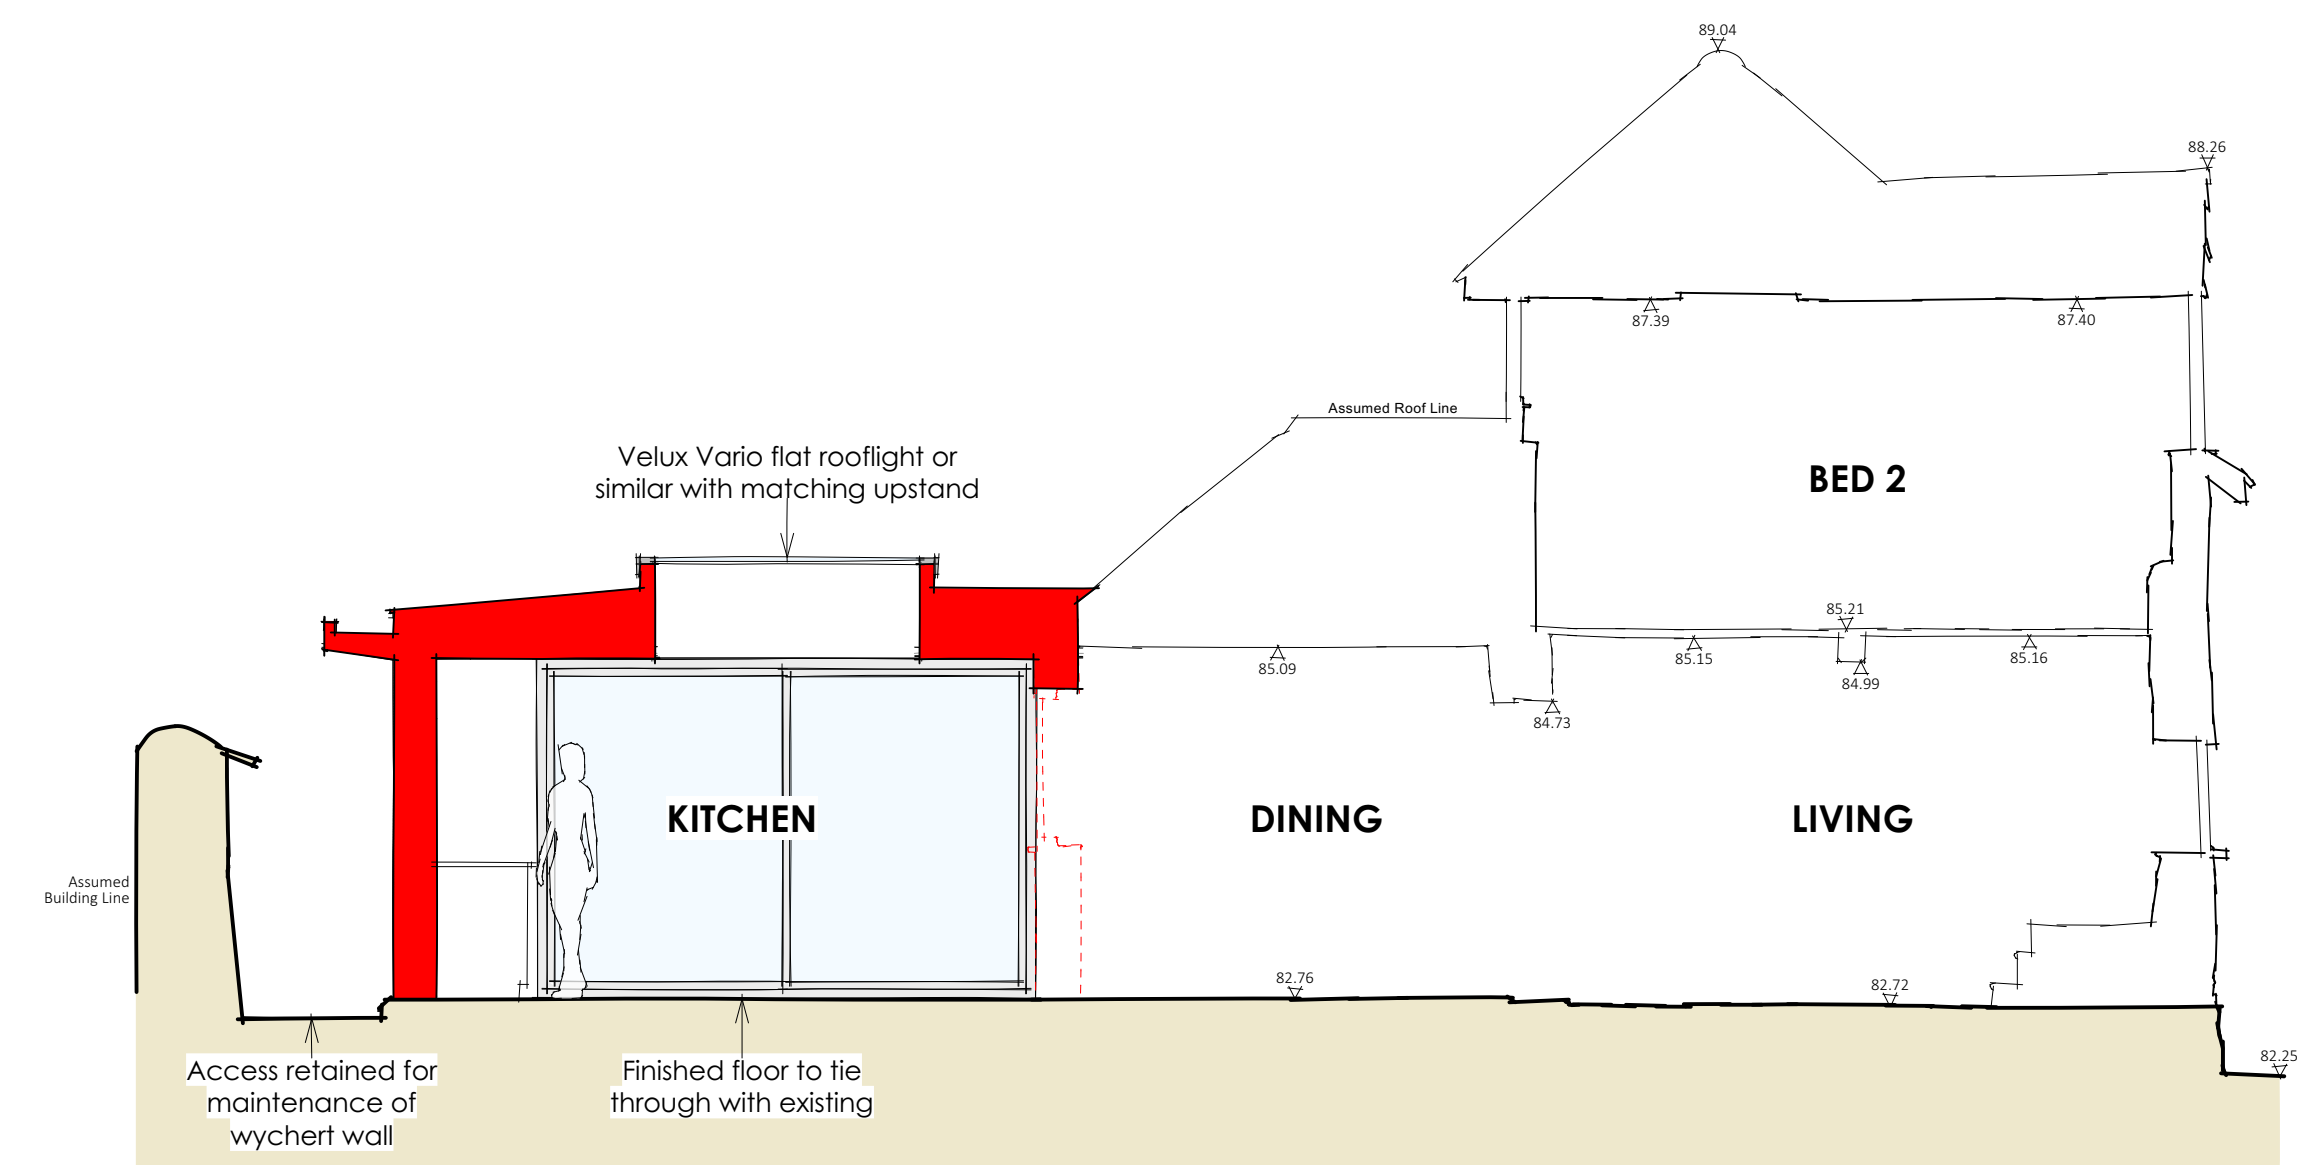 89.04
88.26
87.39
87.40
Assumed Roof Line
Velux Vario flat rooflight or
similar with matching upstand
BED 2
85.21
85.09
85.15
85.16
84.99
84.73
KITCHEN
DINING
LIVING
Assumed
Building Line
82.76
82.72
82.25
Access retained for
maintenance of
wychert wall
Finished floor to tie
through with existing